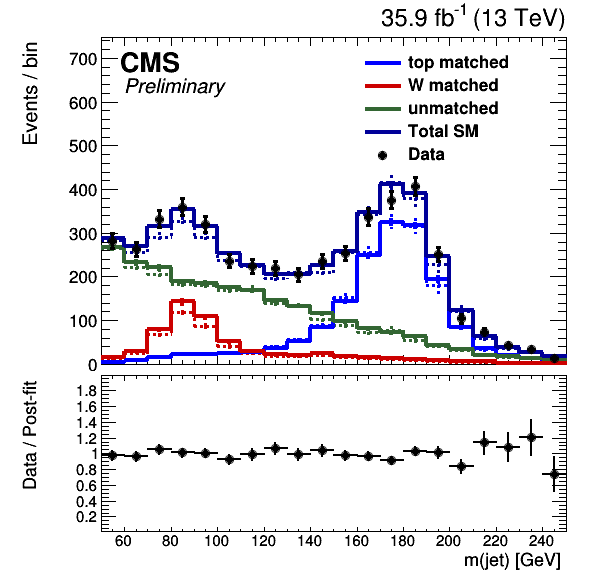 35.9 fb⁻¹ (13 TeV)
Events / bin
700
600
500
400
300
200
100
0
CMS
Preliminary
top matched
W matched
unmatched
Total SM
Data
Data / Post-fit
1.8
1.6
1.4
1.2
1
0.8
0.6
0.4
0.2
60 80 100 120 140 160 180 200 220 240
m(jet) [GeV]